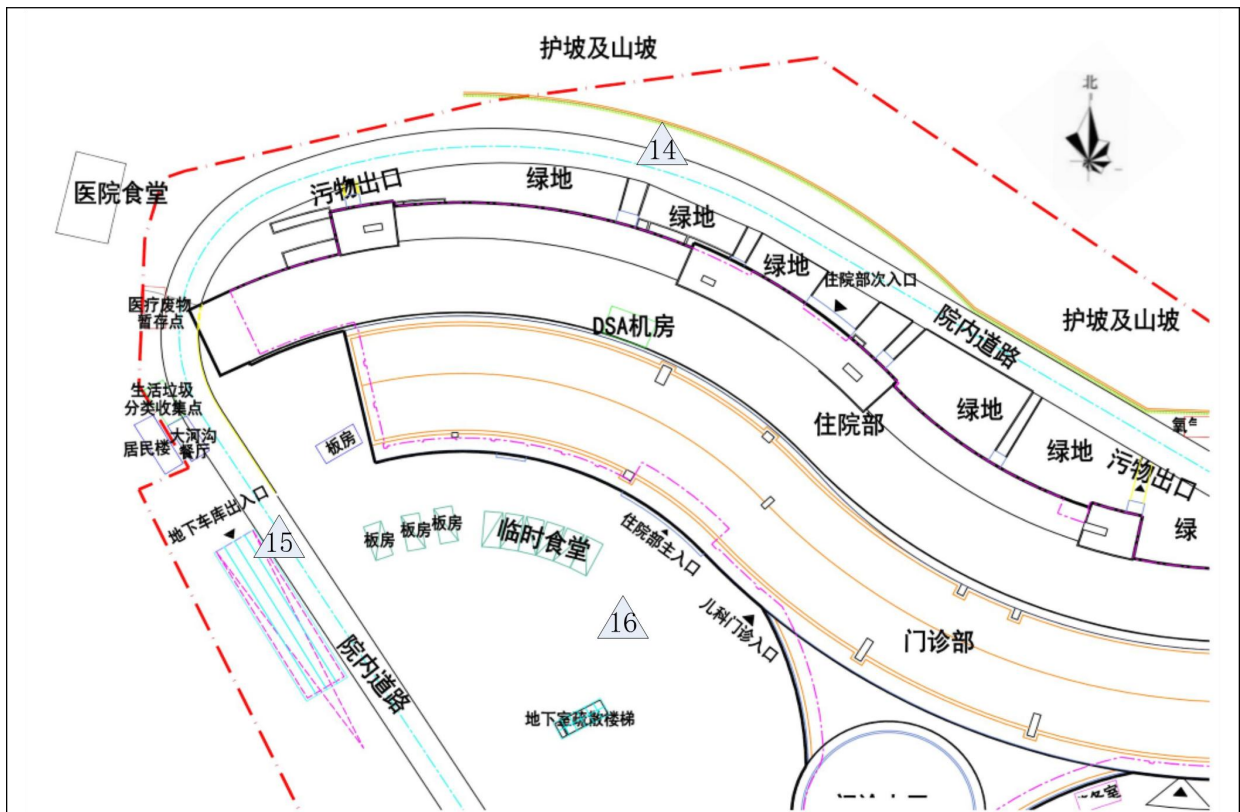 护坡及山坡
北
14
医院食堂
污物出口
绿地
绿地
绿地
住院部次入口
医疗废物
暂存点
DSA机房
院内道路
护坡及山坡
生活垃圾
分类收集点
居民楼
大河沟
餐厅
板房
住院部
绿地
绿地
污物出口
氧
地下车库出入口
15
板房
板房
板房
临时食堂
住院部主入口
绿
16
儿科门诊入口
门诊部
院内道路
地下室疏散楼梯